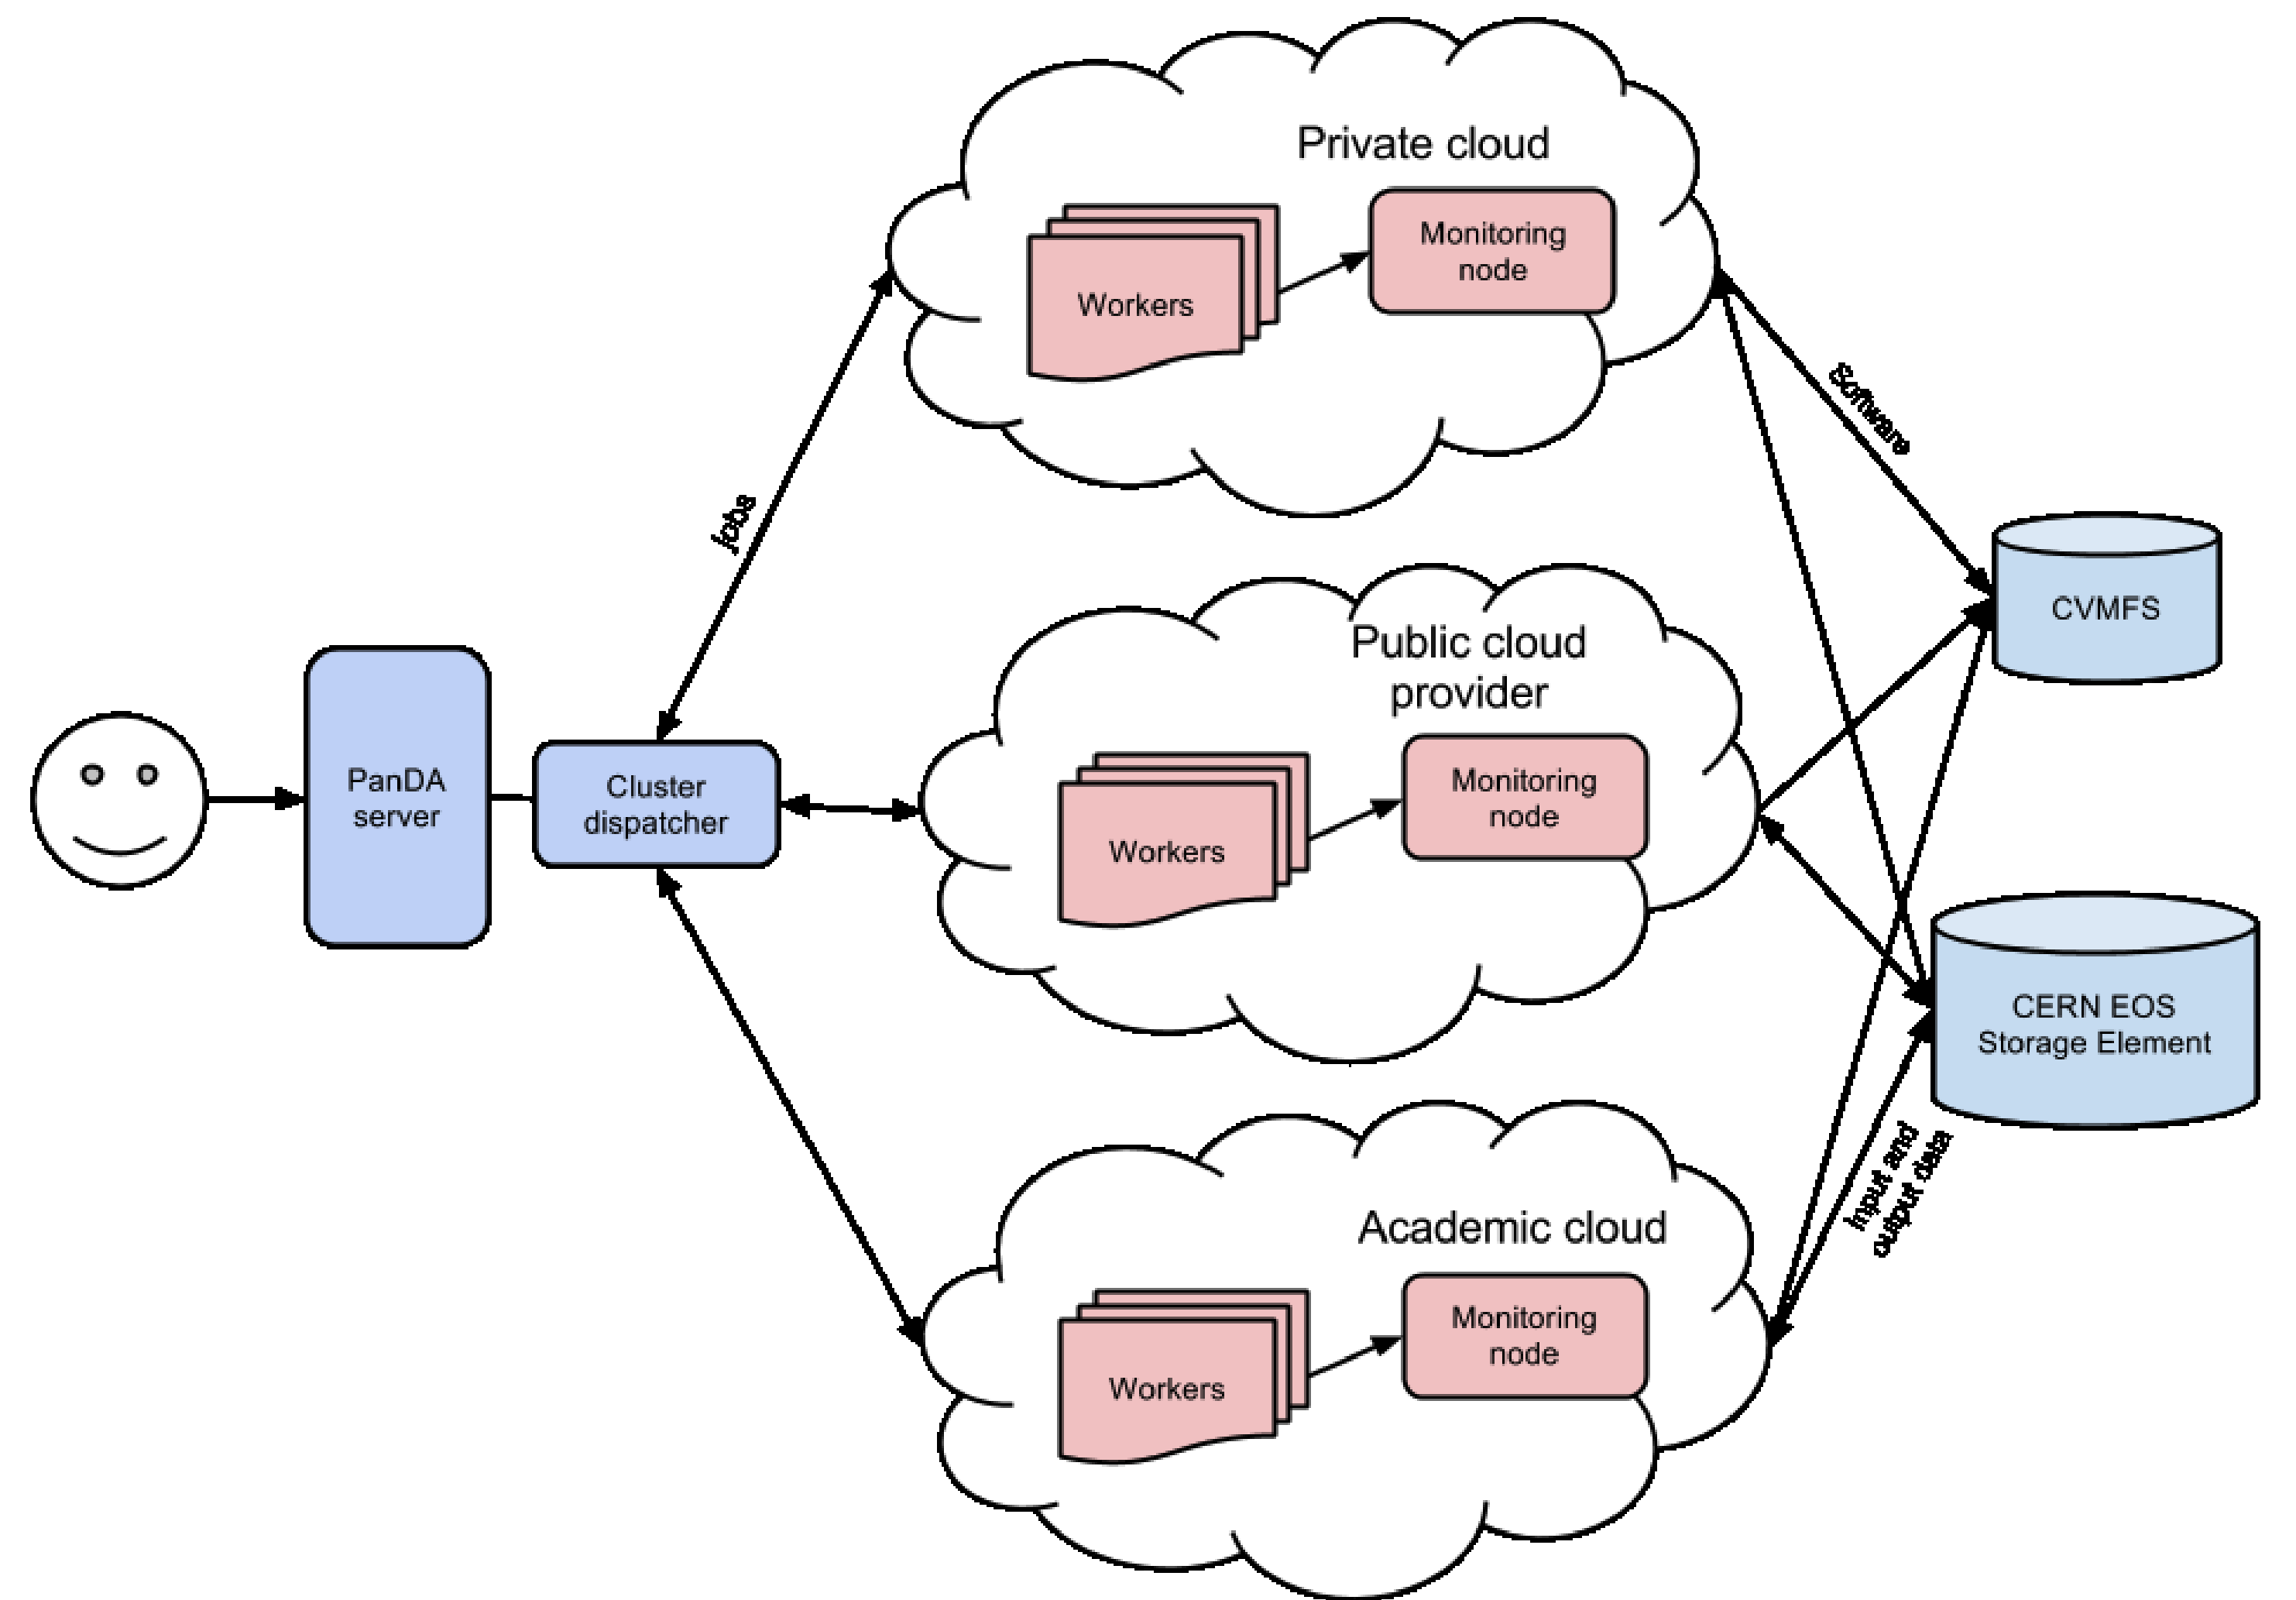 Private cloud
Monitoring
node
Workers
Software
jobs
CVMFS
Public cloud
provider
PanDA
server
Cluster
dispatcher
Monitoring
node
Workers
CERN EOS
Storage Element
Input and
output data
Academic cloud
Monitoring
node
Workers